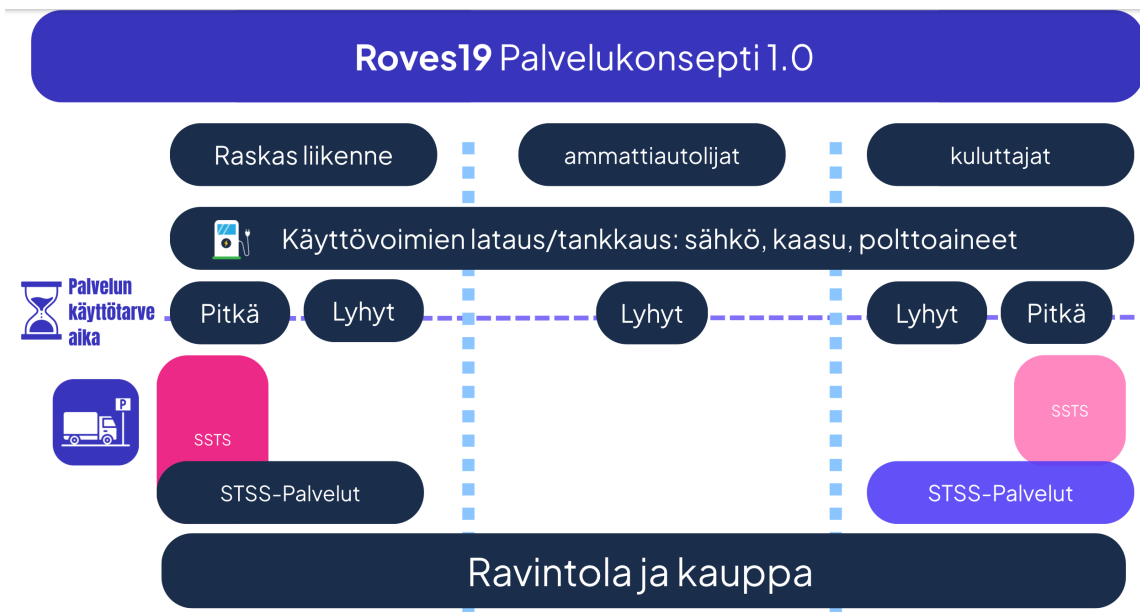 Roves19 Palvelukonsepti 1.0
Raskas liikenne
ammattiautolijat
kuluttajat
Käyttövoimien lataus/tankkaus: sähkö, kaasu, polttoaineet
Palvelun
käyttötarve
aika
Pitkä
Lyhyt
Lyhyt
Lyhyt
Pitkä
P
SSTS
SSTS
STSS-Palvelut
STSS-Palvelut
Ravintola ja kauppa